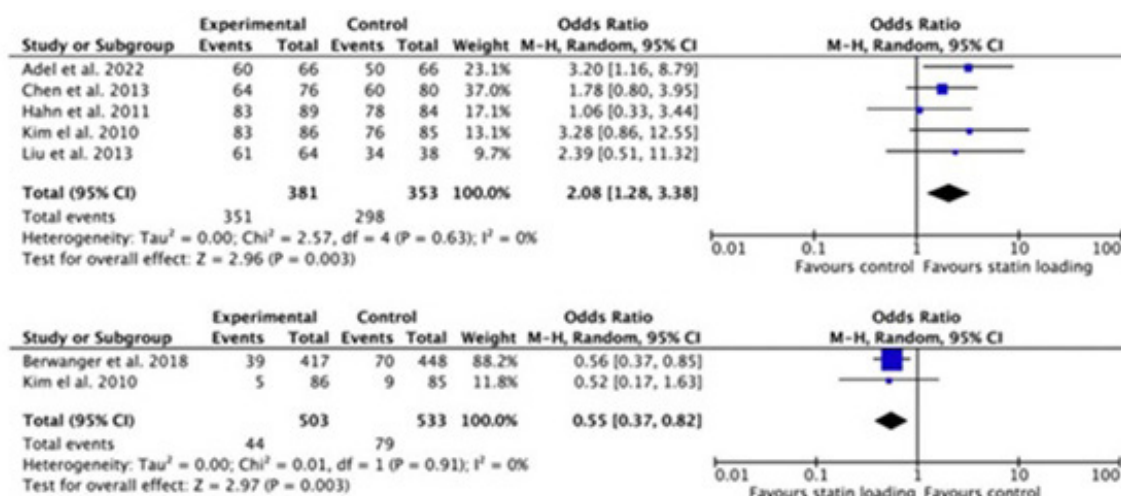 Experimental Control Odds Ratio Odds Ratio
Study or Subgroup Events Total Events Total Weight M-H, Random, 95% CI M-H, Random, 95% CI
Adel et al. 2022 60 66 50 66 23.1% 3.20 [1.16, 8.79]
Chen et al. 2013 64 76 60 80 37.0% 1.78 [0.80, 3.95]
Hahn et al. 2011 83 89 78 84 17.1% 1.06 [0.33, 3.44]
Kim el al. 2010 83 86 76 85 13.1% 3.28 [0.86, 12.55]
Liu et al. 2013 61 64 34 38 9.7% 2.39 [0.51, 11.32]
Total (95% CI) 381 353 100.0% 2.08 [1.28, 3.38]
Total events 351 298
Heterogeneity: Tau² = 0.00; Chi² = 2.57, df = 4 (P = 0.63); I² = 0%
Test for overall effect: Z = 2.96 (P = 0.003)
0.01 0.1 1 10 100
Favours control Favours statin loading
Experimental Control Odds Ratio Odds Ratio
Study or Subgroup Events Total Events Total Weight M-H, Random, 95% CI M-H, Random, 95% CI
Berwanger et al. 2018 39 417 70 448 88.2% 0.56 [0.37, 0.85]
Kim el al. 2010 5 86 9 85 11.8% 0.52 [0.17, 1.63]
Total (95% CI) 503 533 100.0% 0.55 [0.37, 0.82]
Total events 44 79
Heterogeneity: Tau² = 0.00; Chi² = 0.01, df = 1 (P = 0.91); I² = 0%
Test for overall effect: Z = 2.97 (P = 0.003)
0.01 0.1 1 10 100
Favours statin loading Favours control